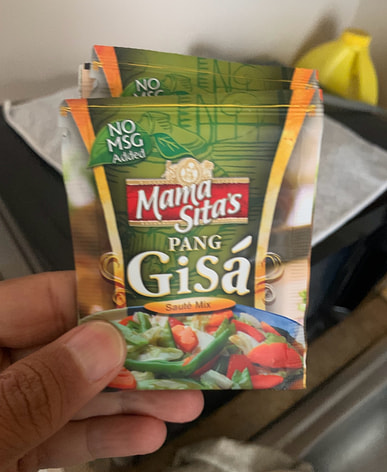 NO
MSG
NO
MSG
Added
Mama
Sita's
PANG
GiSá
Sauté Mix